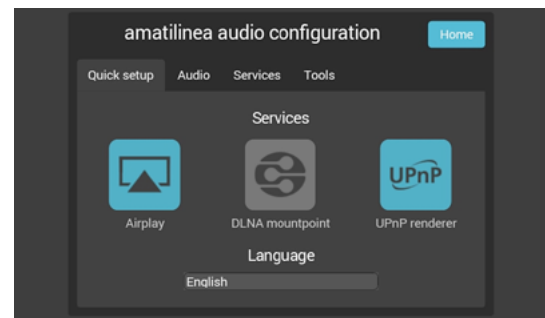 amatilinea audio configuration
Home
Quick setup Audio Services Tools
Services
UPnP
Airplay DLNA mountpoint UPnP renderer
Language
English